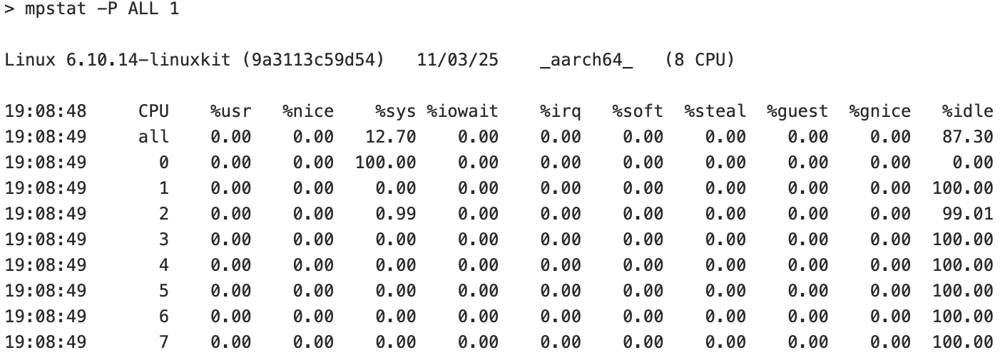 > mpstat -P ALL 1
Linux 6.10.14-linuxkit (9a3113c59d54)   11/03/25    _aarch64_   (8 CPU)
19:08:48     CPU    %usr   %nice    %sys %iowait    %irq   %soft  %steal  %guest  %gnice   %idle
19:08:49     all    0.00    0.00   12.70    0.00    0.00    0.00    0.00    0.00    0.00   87.30
19:08:49       0    0.00    0.00  100.00    0.00    0.00    0.00    0.00    0.00    0.00    0.00
19:08:49       1    0.00    0.00    0.00    0.00    0.00    0.00    0.00    0.00    0.00  100.00
19:08:49       2    0.00    0.00    0.99    0.00    0.00    0.00    0.00    0.00    0.00   99.01
19:08:49       3    0.00    0.00    0.00    0.00    0.00    0.00    0.00    0.00    0.00  100.00
19:08:49       4    0.00    0.00    0.00    0.00    0.00    0.00    0.00    0.00    0.00  100.00
19:08:49       5    0.00    0.00    0.00    0.00    0.00    0.00    0.00    0.00    0.00  100.00
19:08:49       6    0.00    0.00    0.00    0.00    0.00    0.00    0.00    0.00    0.00  100.00
19:08:49       7    0.00    0.00    0.00    0.00    0.00    0.00    0.00    0.00    0.00  100.00